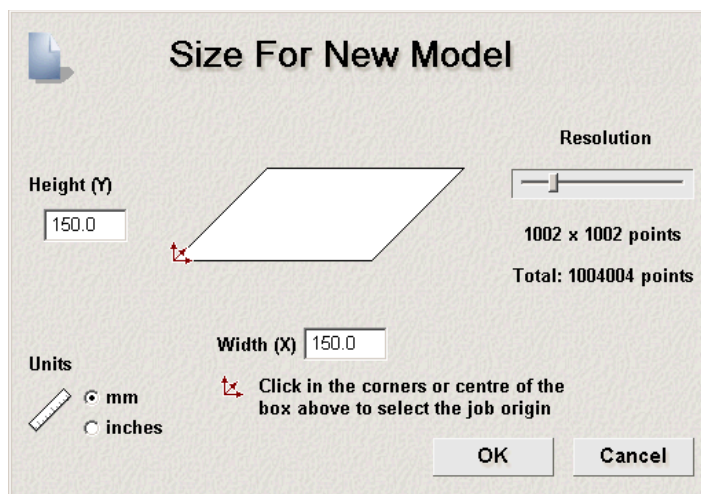 Size For New Model
Resolution
Height (Y)
150.0
1002 x 1002 points
Total: 1004004 points
Width (X) 150.0
Units
mm
inches
Click in the corners or centre of the
box above to select the job origin
OK
Cancel